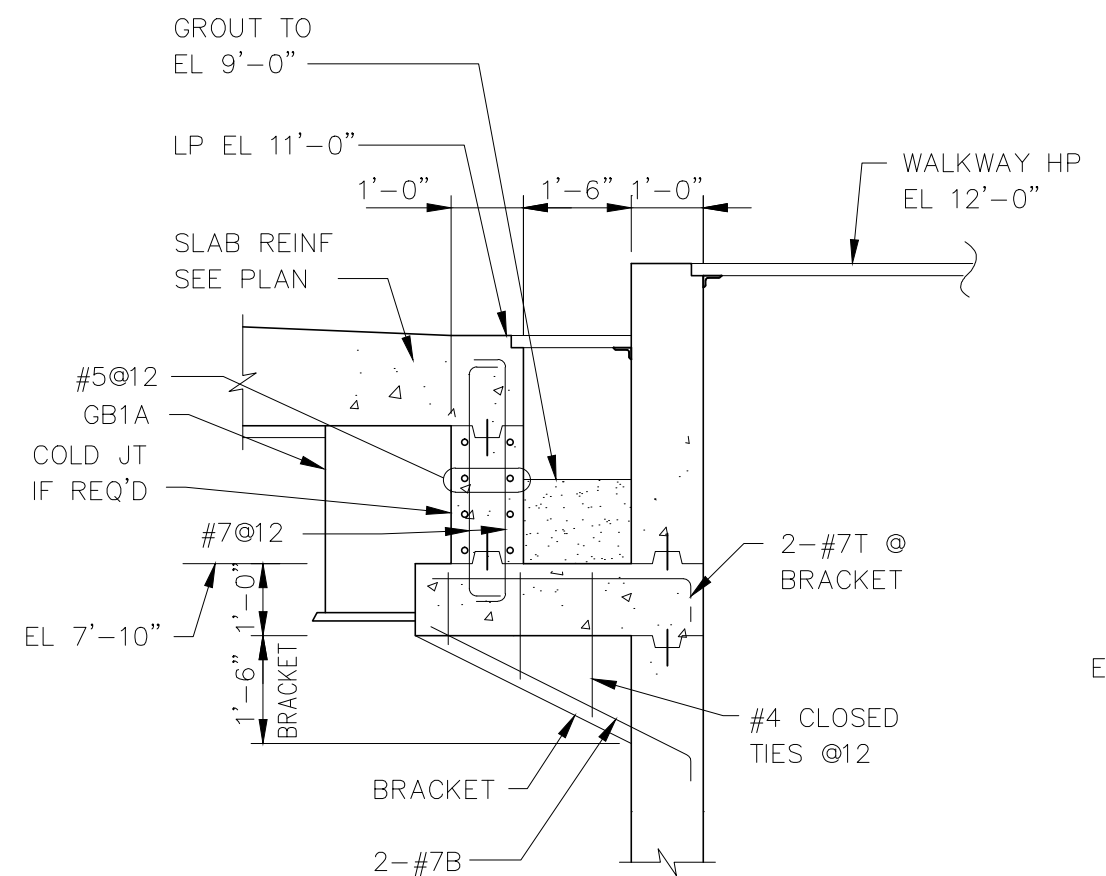 GROUT TO
EL 9'-0"
LP EL 11'-0"
1'-0"
1'-6"
1'-0"
WALKWAY HP
EL 12'-0"
SLAB REINF
SEE PLAN
#5@12
GB1A
COLD JT
IF REQ'D
#7@12
2-#7T @
BRACKET
EL 7'-10"
1'-0"
1'-6"
BRACKET
E
#4 CLOSED
TIES @12
BRACKET
2-#7B